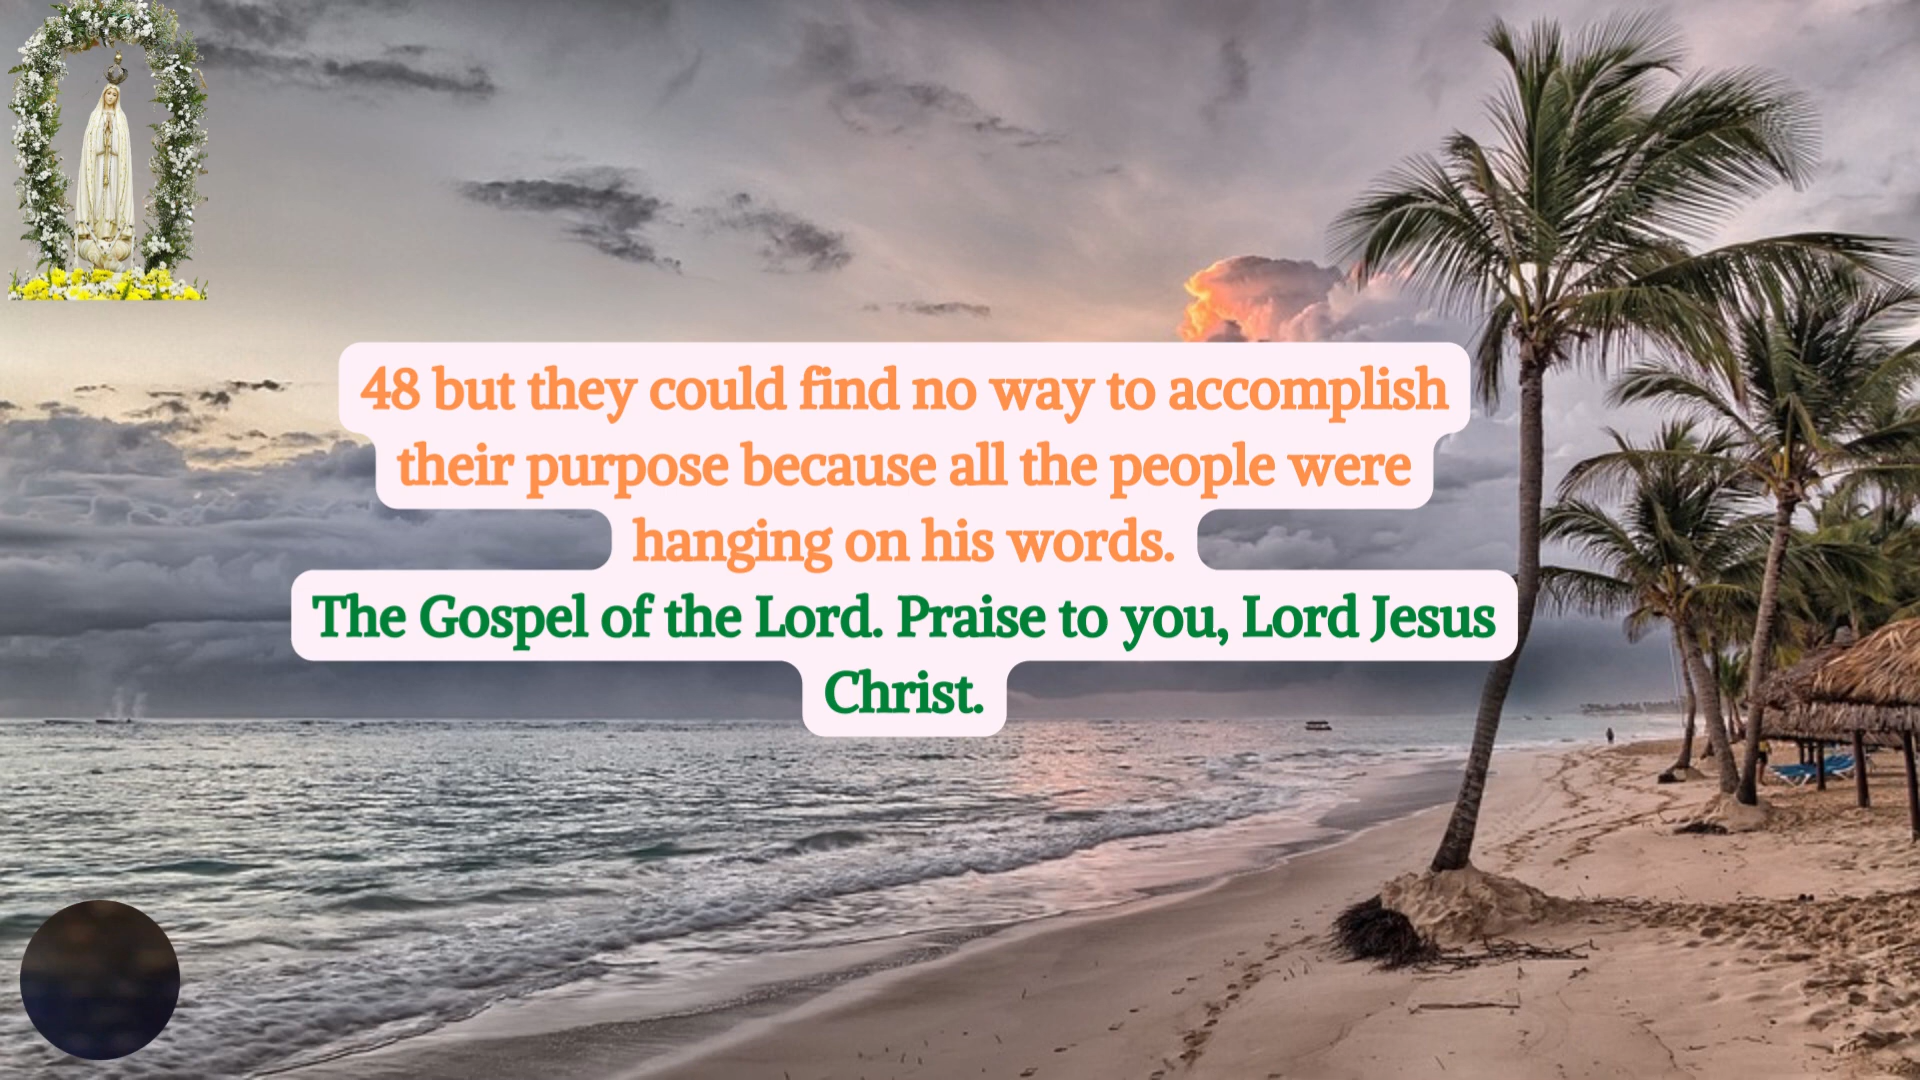 48 but they could find no way to accomplish
their purpose because all the people were
hanging on his words.
The Gospel of the Lord. Praise to you, Lord Jesus
Christ.